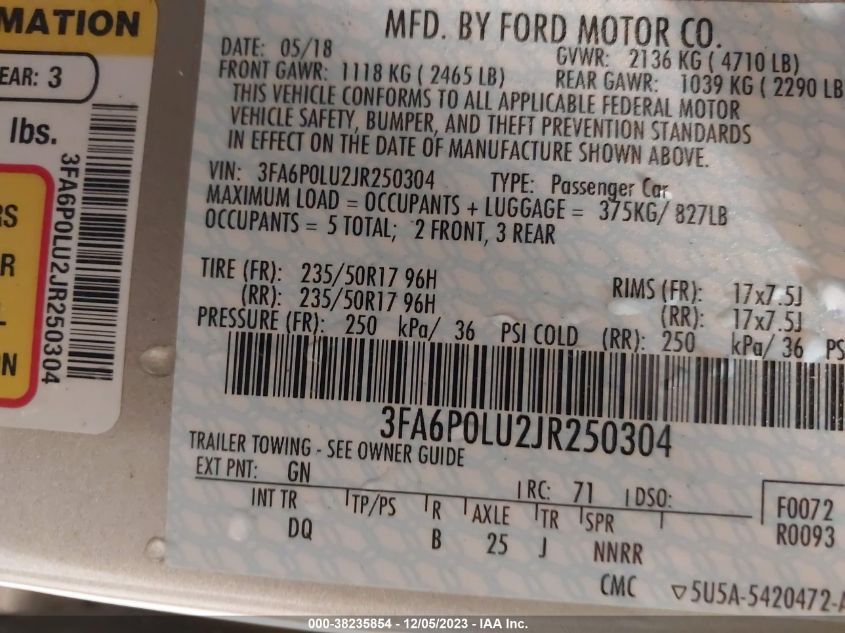 MATION
EAR: 3
lbs.
3FA6P0LU2JR250304
RS
R
L
N
MFD. BY FORD MOTOR CO.
DATE: 05/18 GVWR: 2136 KG ( 4710 LB)
FRONT GAWR: 1118 KG ( 2465 LB) REAR GAWR: 1039 KG ( 2290 LB
THIS VEHICLE CONFORMS TO ALL APPLICABLE FEDERAL MOTOR
VEHICLE SAFETY, BUMPER, AND THEFT PREVENTION STANDARDS
IN EFFECT ON THE DATE OF MANUFACTURE SHOWN ABOVE.
VIN: 3FA6P0LU2JR250304 TYPE: Passenger Car
MAXIMUM LOAD = OCCUPANTS + LUGGAGE = 375KG/ 827LB
OCCUPANTS = 5 TOTAL; 2 FRONT, 3 REAR
TIRE (FR): 235/50R17 96H RIMS (FR): 17x7.5J
(RR): 235/50R17 96H (RR): 17x7.5J
PRESSURE (FR): 250 kPa/ 36 PSI COLD (RR): 250 kPa/ 36 PS
3FA6P0LU2JR250304
TRAILER TOWING - SEE OWNER GUIDE
EXT PNT: GN RC: 71 DSO:
INT TR TP/PS R AXLE TR SPR F0072
DQ B 25 J NNRR R0093
CMC ▽5U5A-5420472-A
000-38235854 - 12/05/2023 - IAA Inc.